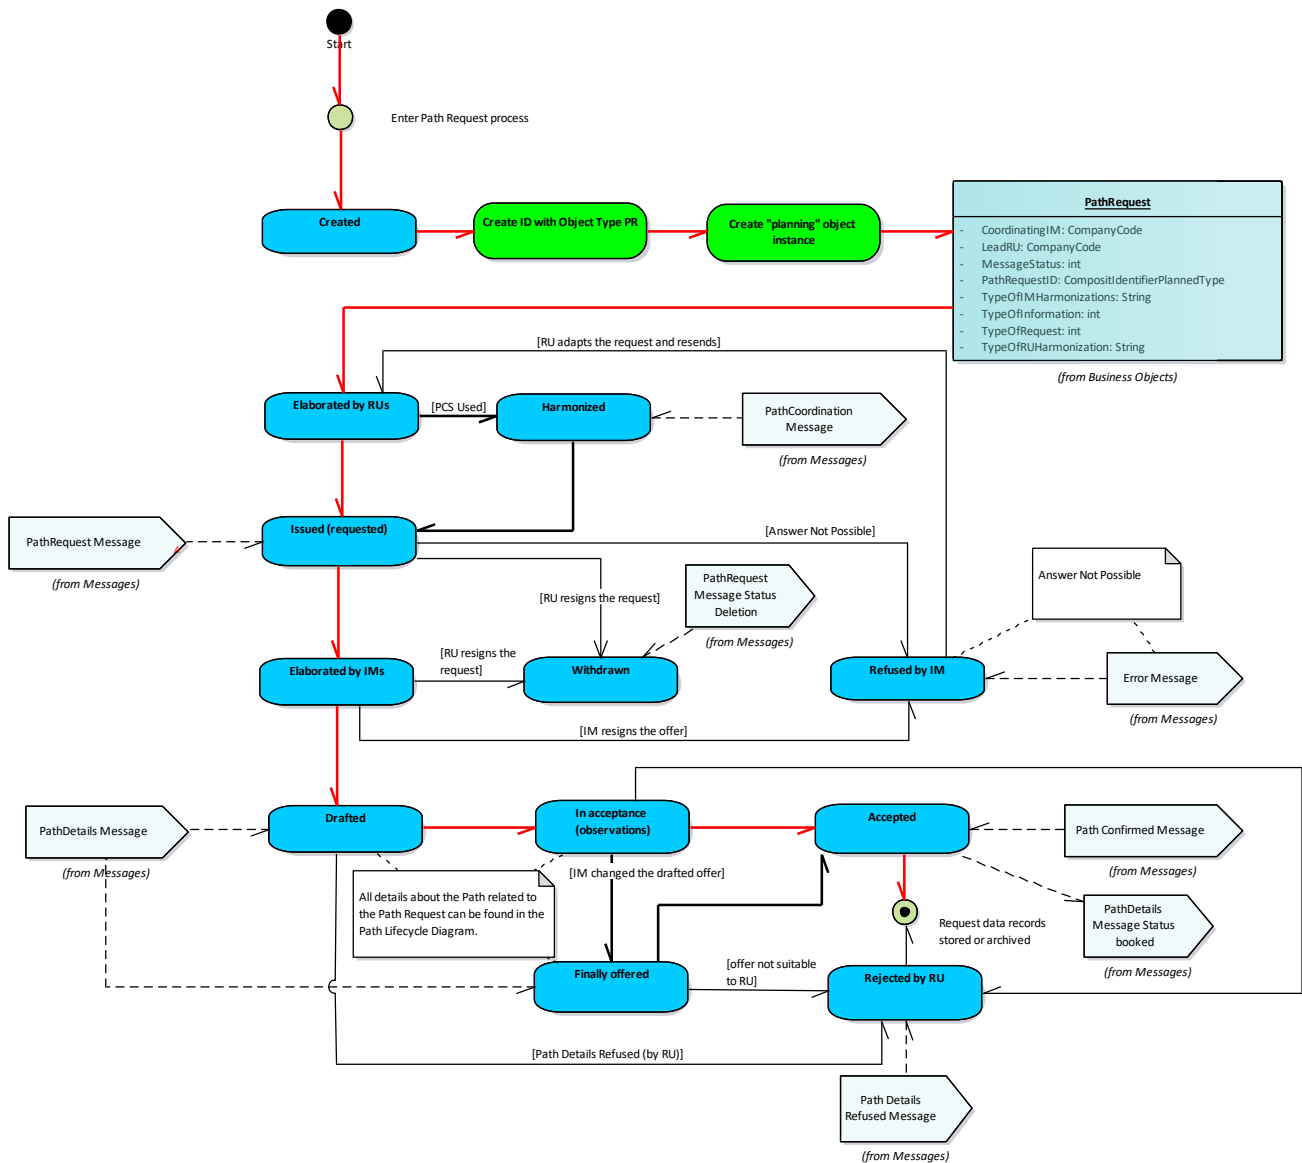 Start
Enter Path Request process
Created
Create ID with Object Type PR
Create "planning" object
instance
PathRequest
- CoordinatingIM: CompanyCode
- LeadRU: CompanyCode
- MessageStatus: int
- PathRequestID: CompositIdentifierPlannedType
- TypeOfIMHarmonizations: String
- TypeOfInformation: int
- TypeOfRequest: int
- TypeOfRUHarmonization: String
(from Business Objects)
[RU adapts the request and resends]
Elaborated by RUs
[PCS Used]
Harmonized
PathCoordination
Message
(from Messages)
Issued (requested)
PathRequest Message
(from Messages)
[Answer Not Possible]
[RU resigns the request]
PathRequest
Message Status
Deletion
(from Messages)
Answer Not Possible
Elaborated by IMs
[RU resigns the
request]
Withdrawn
Refused by IM
Error Message
(from Messages)
[IM resigns the offer]
PathDetails Message
(from Messages)
Drafted
In acceptance
(observations)
Accepted
Path Confirmed Message
(from Messages)
[IM changed the drafted offer]
All details about the Path related to
the Path Request can be found in the
Path Lifecycle Diagram.
Request data records
stored or archived
PathDetails
Message Status
booked
(from Messages)
Finally offered
[offer not suitable
to RU]
Rejected by RU
[Path Details Refused (by RU)]
Path Details
Refused Message
(from Messages)